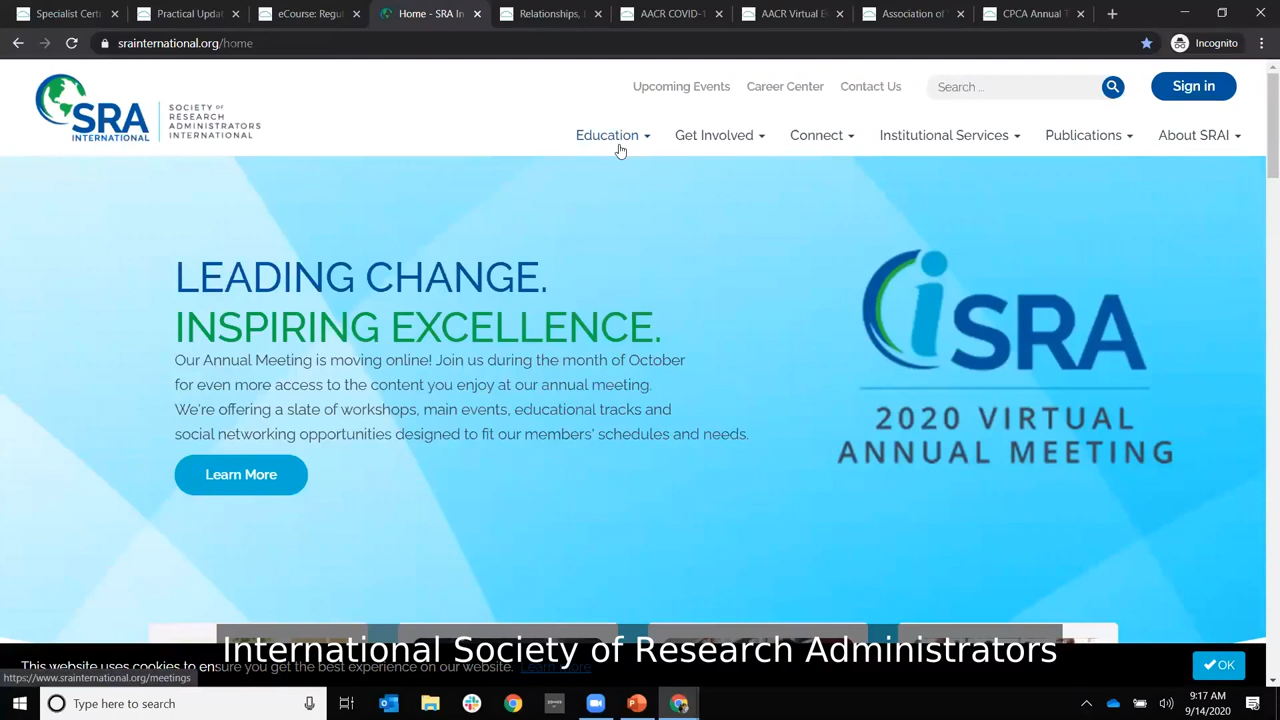 Specialist Certi
Practical Updat
eCourse: Regul
Home - SRA In
Relationships, I
AACR COVID-1
AACR Virtual E
Association of
CPCA Annual T
srainternational.org/home
Incognito
SRA
INTERNATIONAL
SOCIETY of
RESEARCH
ADMINISTRATORS
INTERNATIONAL
Upcoming Events
Career Center
Contact Us
Search ...
Sign in
Education
Get Involved
Connect
Institutional Services
Publications
About SRAI
LEADING CHANGE.
INSPIRING EXCELLENCE.
Our Annual Meeting is moving online! Join us during the month of October
for even more access to the content you enjoy at our annual meeting.
We're offering a slate of workshops, main events, educational tracks and
social networking opportunities designed to fit our members' schedules and needs.
Learn More
iSRA
2020 VIRTUAL
ANNUAL MEETING
International Society of Research Administrators
This website uses cookies to ensure you get the best experience on our website. Learn more
OK
https://www.srainternational.org/meetings
Type here to search
9:17 AM
9/14/2020